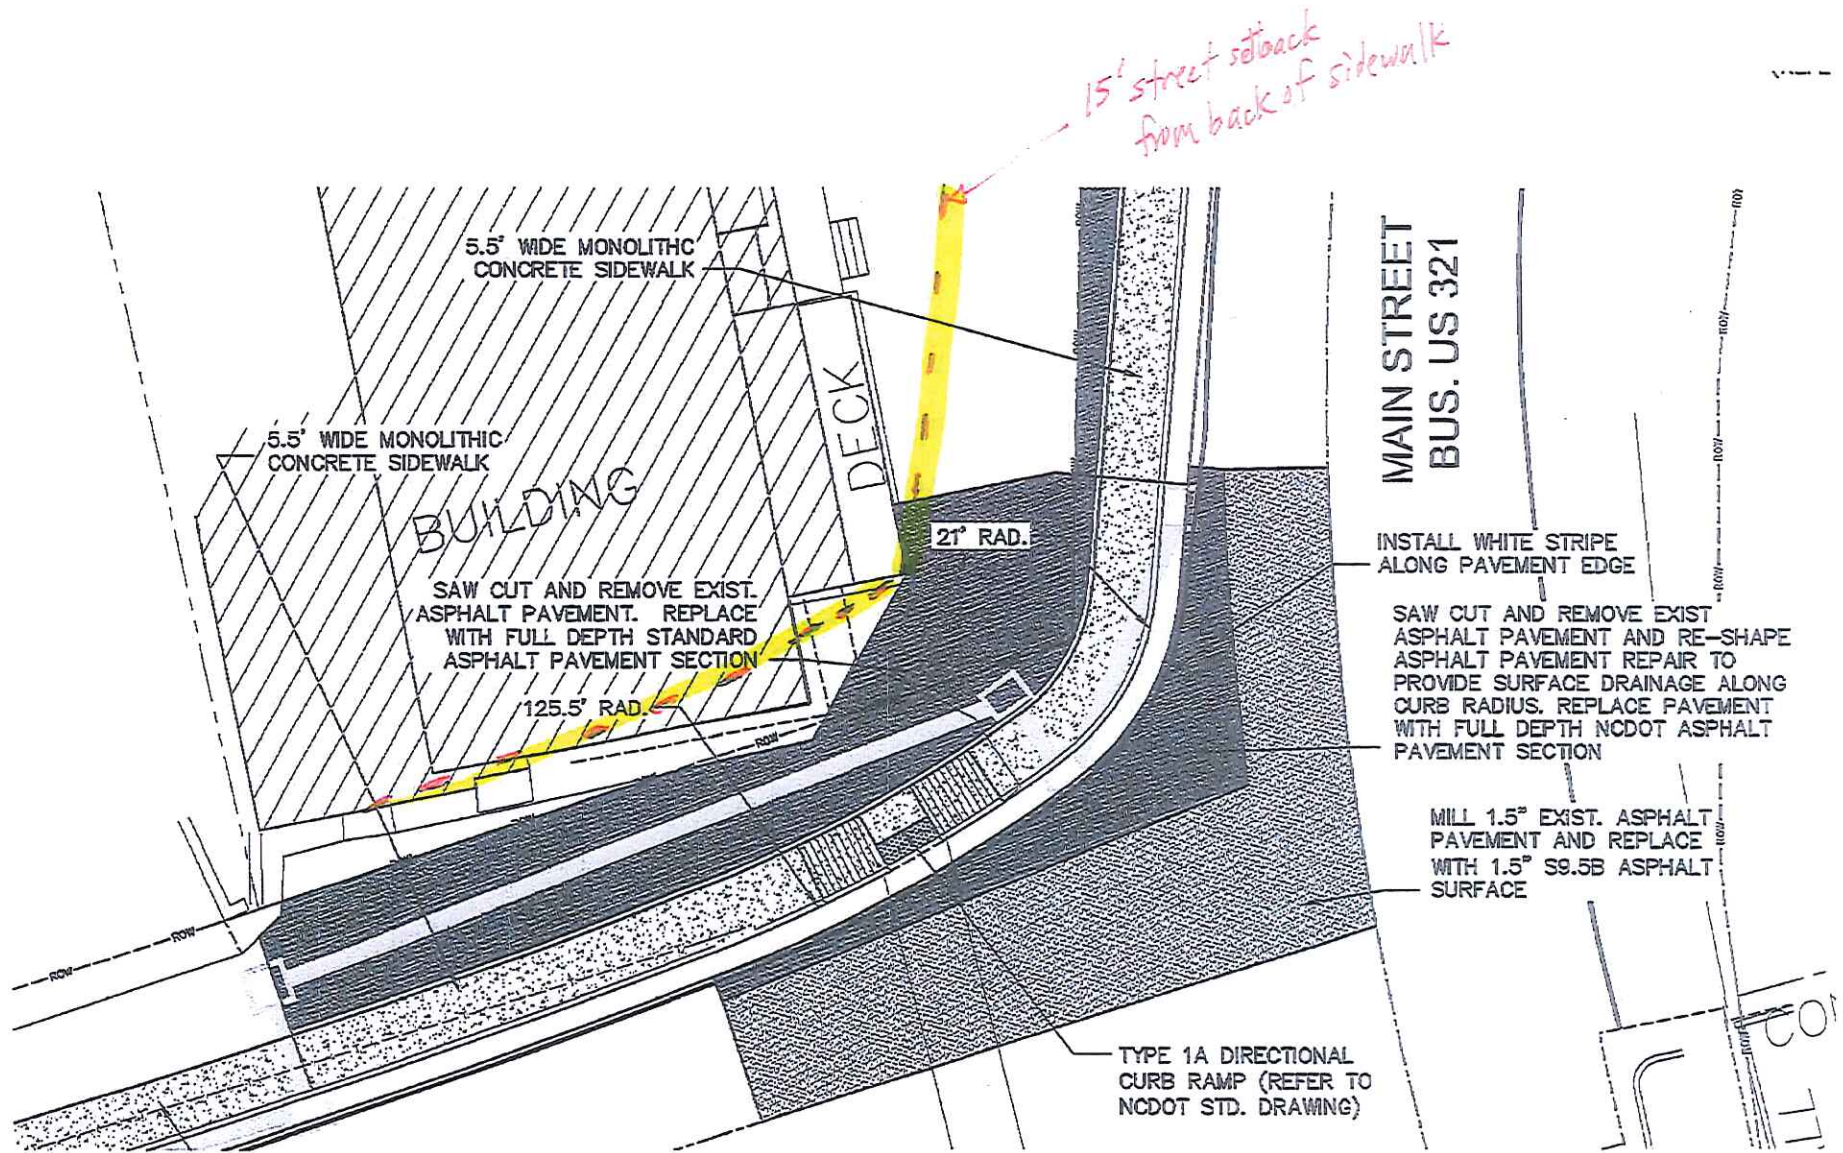 15' street setback
from back of sidewalk
5.5' WIDE MONOLITHC
CONCRETE SIDEWALK
MAIN STREET
BUS. US 321
DECK
5.5' WIDE MONOLITHIC
CONCRETE SIDEWALK
BUILDING
21' RAD.
INSTALL WHITE STRIPE
ALONG PAVEMENT EDGE
SAW CUT AND REMOVE EXIST.
ASPHALT PAVEMENT. REPLACE
WITH FULL DEPTH STANDARD
ASPHALT PAVEMENT SECTION
SAW CUT AND REMOVE EXIST
ASPHALT PAVEMENT AND RE-SHAPE
ASPHALT PAVEMENT REPAIR TO
PROVIDE SURFACE DRAINAGE ALONG
CURB RADIUS. REPLACE PAVEMENT
WITH FULL DEPTH NCDOT ASPHALT
PAVEMENT SECTION
125.5' RAD.
ROW
MILL 1.5" EXIST. ASPHALT
PAVEMENT AND REPLACE
WITH 1.5" S9.5B ASPHALT
SURFACE
ROW
ROW
ROW
ROW
ROW
TYPE 1A DIRECTIONAL
CURB RAMP (REFER TO
NCDOT STD. DRAWING)